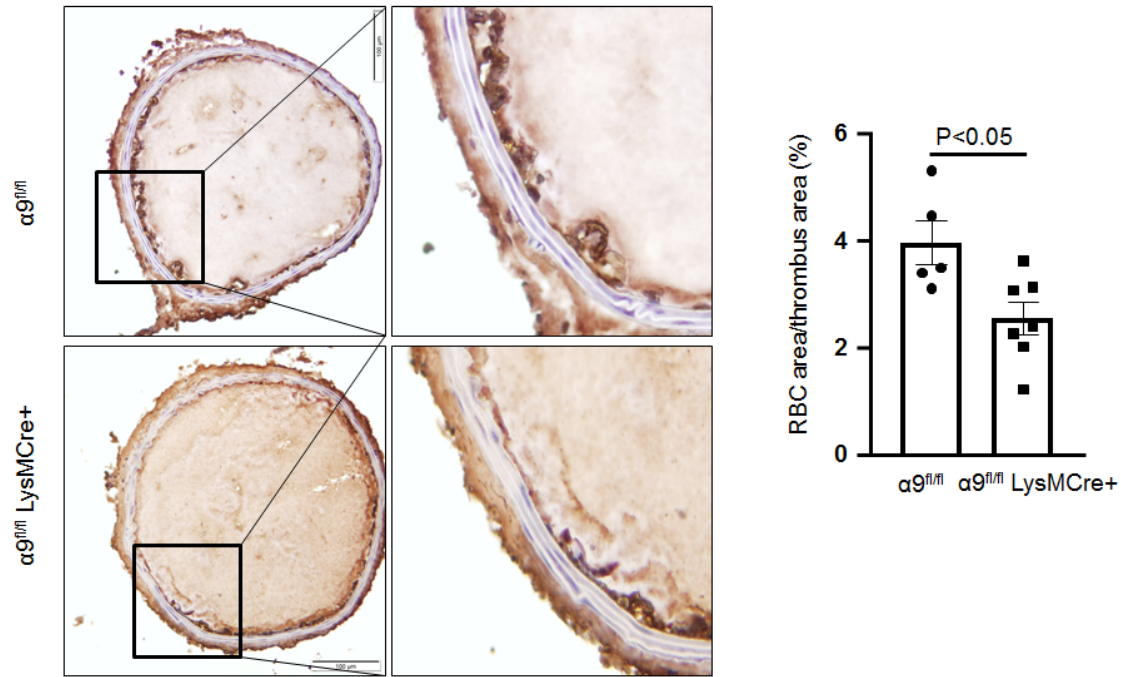 α9fl/fl
100 µm
α9fl/fl LysMCre+
100 µm
RBC area/thrombus area (%)
6
4
2
0
P<0.05
α9fl/fl
α9fl/fl LysMCre+